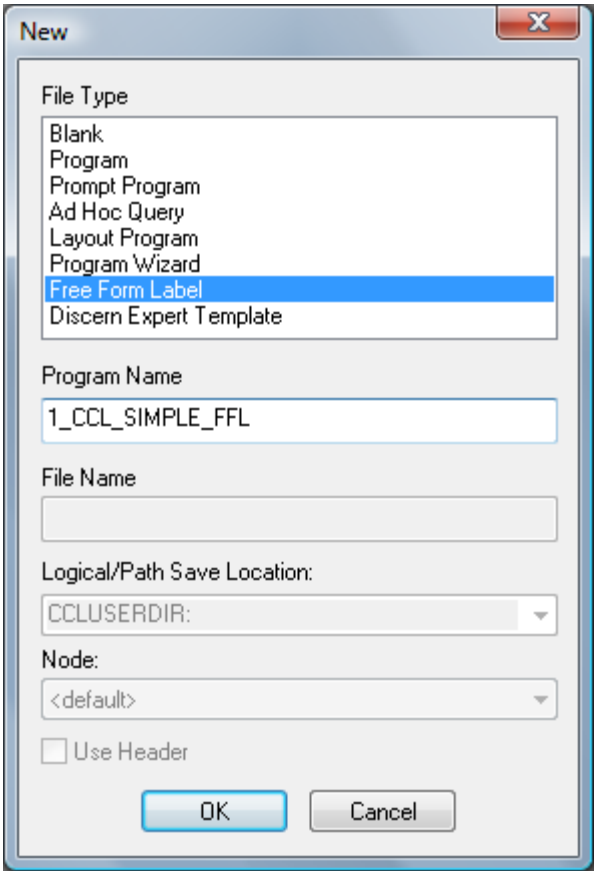 New
File Type
Blank
Program
Prompt Program
Ad Hoc Query
Layout Program
Program Wizard
Free Form Label
Discern Expert Template
Program Name
1_CCL_SIMPLE_FFL
File Name
Logical/Path Save Location:
CCLUSERDIR:
Node:
<default>
Use Header
OK Cancel